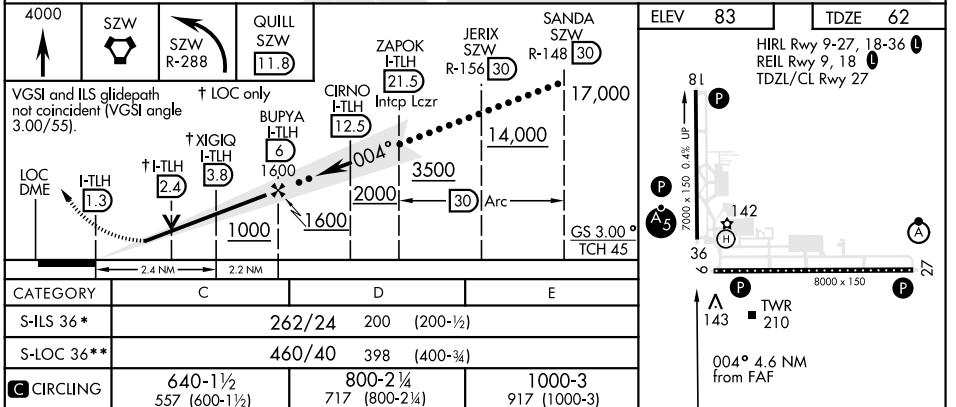 4000
SZW
SZW
R-288
QUILL
SZW
11.8
VGSI and ILS glidepath
not coincident (VGSI angle
3.00/55).
† LOC only
SANDA
SZW
R-148 30
JERIX
SZW
R-156 30
ZAPOK
I-TLH
21.5
Intcp Lczr
CIRNO
I-TLH
12.5
BUPYA
I-TLH
6
1600
† XIGIQ
I-TLH
3.8
† I-TLH
2.4
I-TLH
1.3
LOC
DME
17,000
14,000
004°
3500
2000
30 Arc
1600
1000
GS 3.00°
TCH 45
2.4 NM
2.2 NM
CATEGORY C D E
S-ILS 36* 262/24 200 (200-½)
S-LOC 36** 460/40 398 (400-¾)
C CIRCLING 640-1½ 800-2¼ 1000-3
557 (600-1½) 717 (800-2¼) 917 (1000-3)
ELEV 83
TDZE 62
HIRL Rwy 9-27, 18-36 L
REIL Rwy 9, 18 L
TDZL/CL Rwy 27
18
P
7000 x 150 0.4% UP
P
A5
142
H
A
36
9
8000 x 150
27
P
P
143
TWR
210
004° 4.6 NM
from FAF